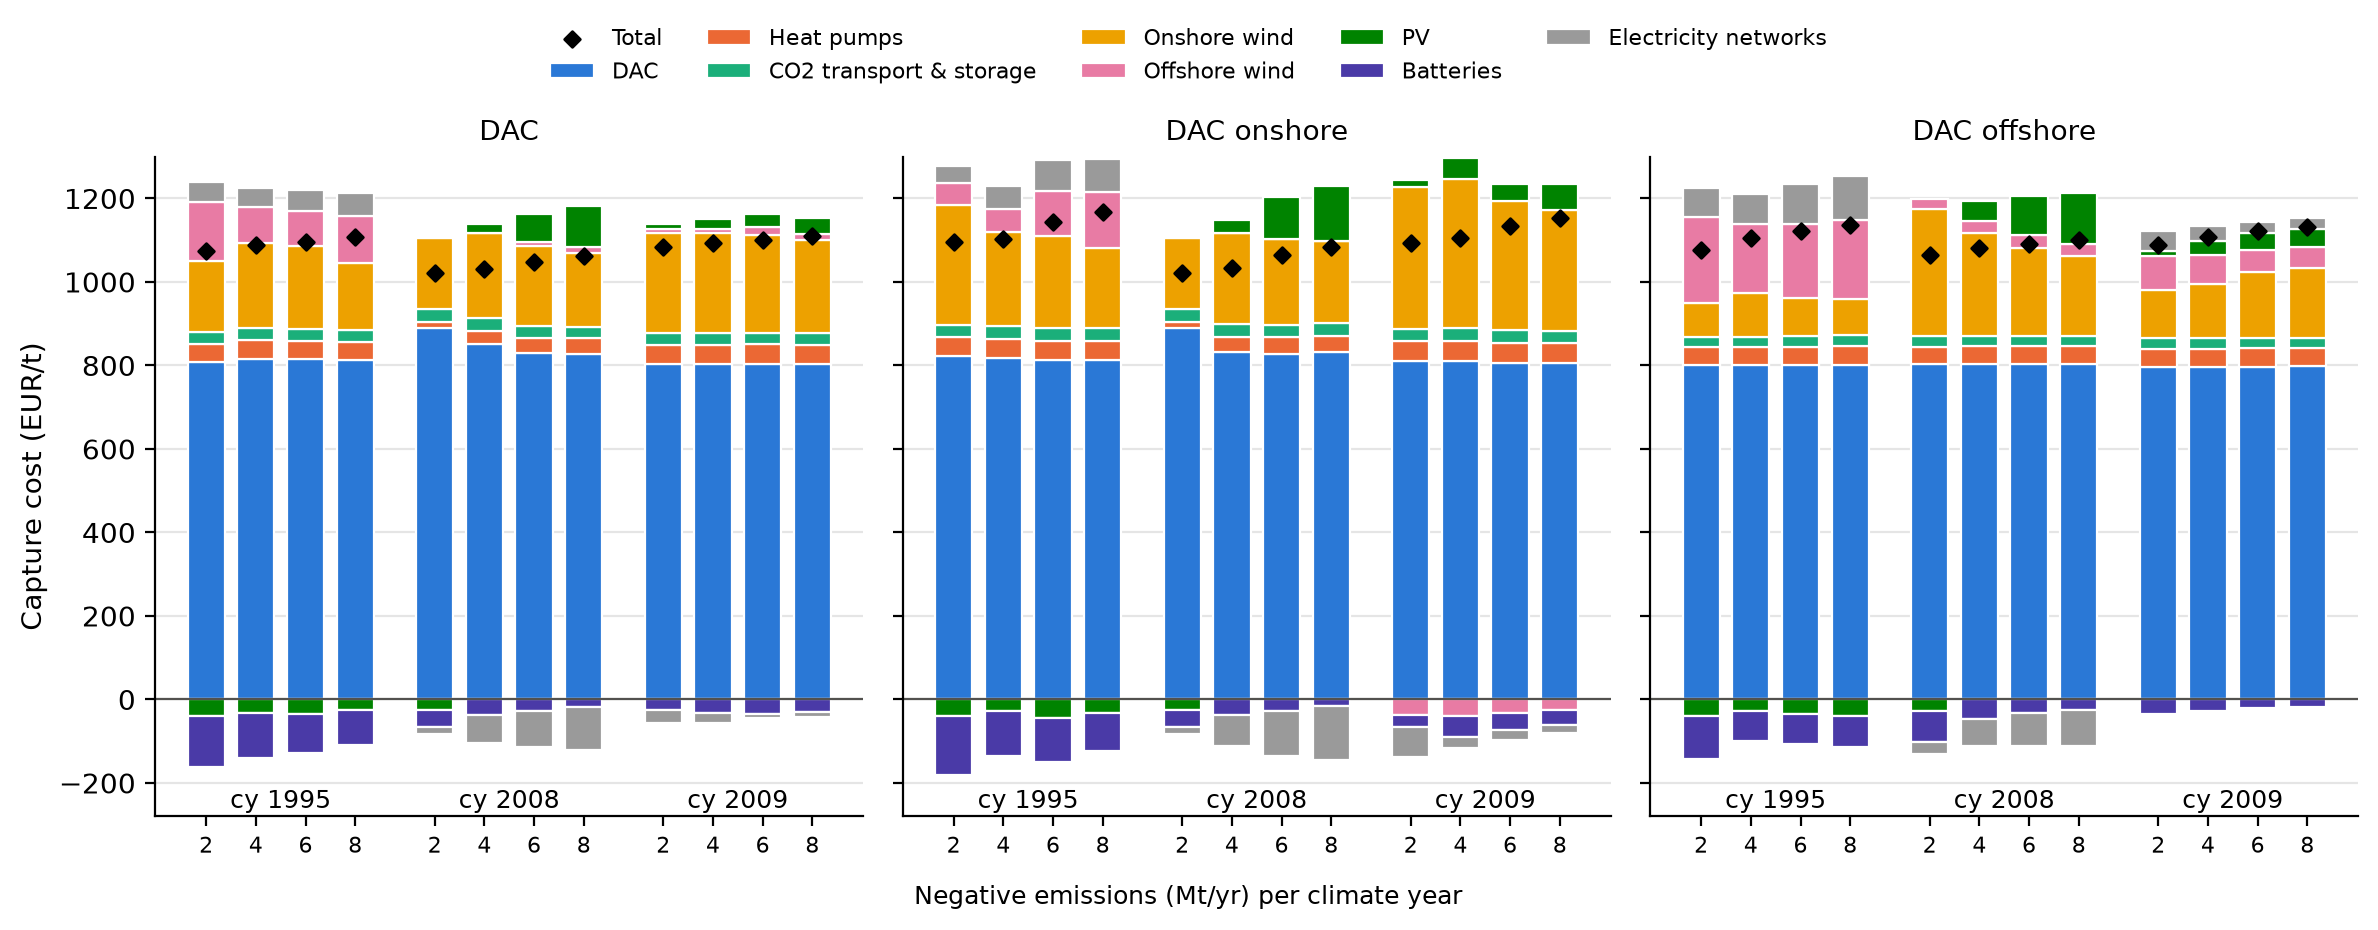 Total
Heat pumps
Onshore wind
PV
Electricity networks
DAC
CO2 transport & storage
Offshore wind
Batteries
DAC
DAC onshore
DAC offshore
Capture cost (EUR/t)
1200
1000
800
600
400
200
0
−200
cy 1995
cy 2008
cy 2009
cy 1995
cy 2008
cy 2009
cy 1995
cy 2008
cy 2009
2 4 6 8 2 4 6 8 2 4 6 8
2 4 6 8 2 4 6 8 2 4 6 8
2 4 6 8 2 4 6 8 2 4 6 8
Negative emissions (Mt/yr) per climate year